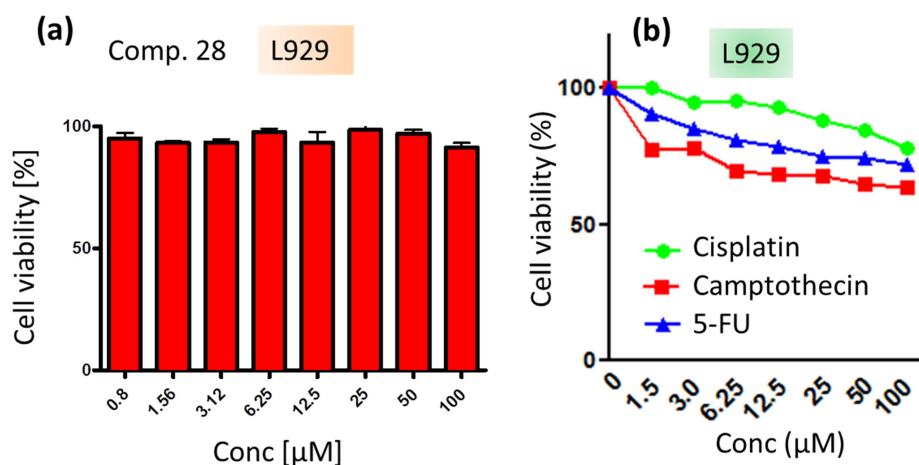 (a)
Comp. 28 L929
Cell viability [%]
100
50
0
0.8 1.56 3.12 6.25 12.5 25 50 100
Conc [µM]
(b)
L929
Cell viability (%)
100
50
0
Cisplatin
Camptothecin
5-FU
0 1.5 3.0 6.25 12.5 25 50 100
Conc (µM)